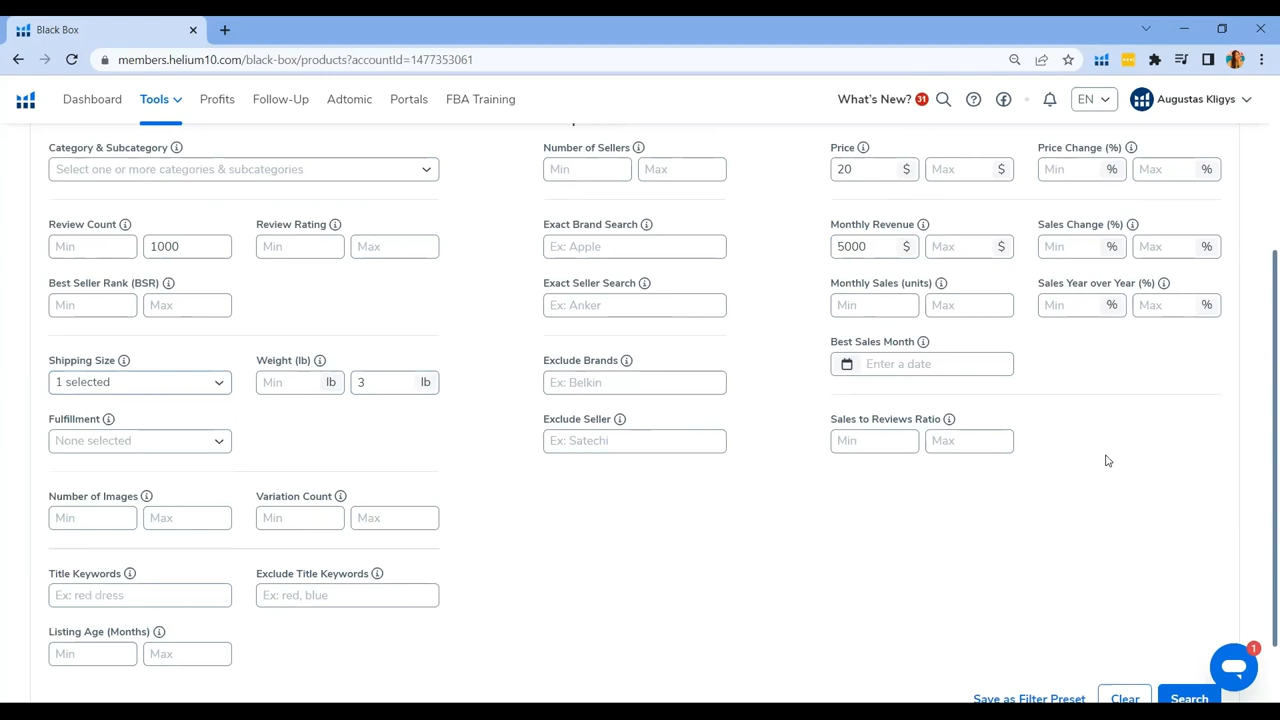 Black Box
members.helium10.com/black-box/products?accountId=1477353061
Dashboard Tools Profits Follow-Up Adtomic Portals FBA Training What's New? 31 EN Augustas Kligys
Category & Subcategory Number of Sellers Price Price Change (%)
Select one or more categories & subcategories Min Max 20 $ Max $ Min % Max %
Review Count Review Rating Exact Brand Search Monthly Revenue Sales Change (%)
Min 1000 Min Max Ex: Apple 5000 $ Max $ Min % Max %
Best Seller Rank (BSR) Exact Seller Search Monthly Sales (units) Sales Year over Year (%)
Min Max Ex: Anker Min Max Min % Max %
Best Sales Month
Shipping Size Weight (lb) Exclude Brands
Enter a date
1 selected Min lb 3 lb Ex: Belkin
Fulfillment Exclude Seller Sales to Reviews Ratio
None selected Ex: Satechi Min Max
Number of Images Variation Count
Min Max Min Max
Title Keywords Exclude Title Keywords
Ex: red dress Ex: red, blue
Listing Age (Months)
Min Max
1
Save as Filter Preset Clear Search